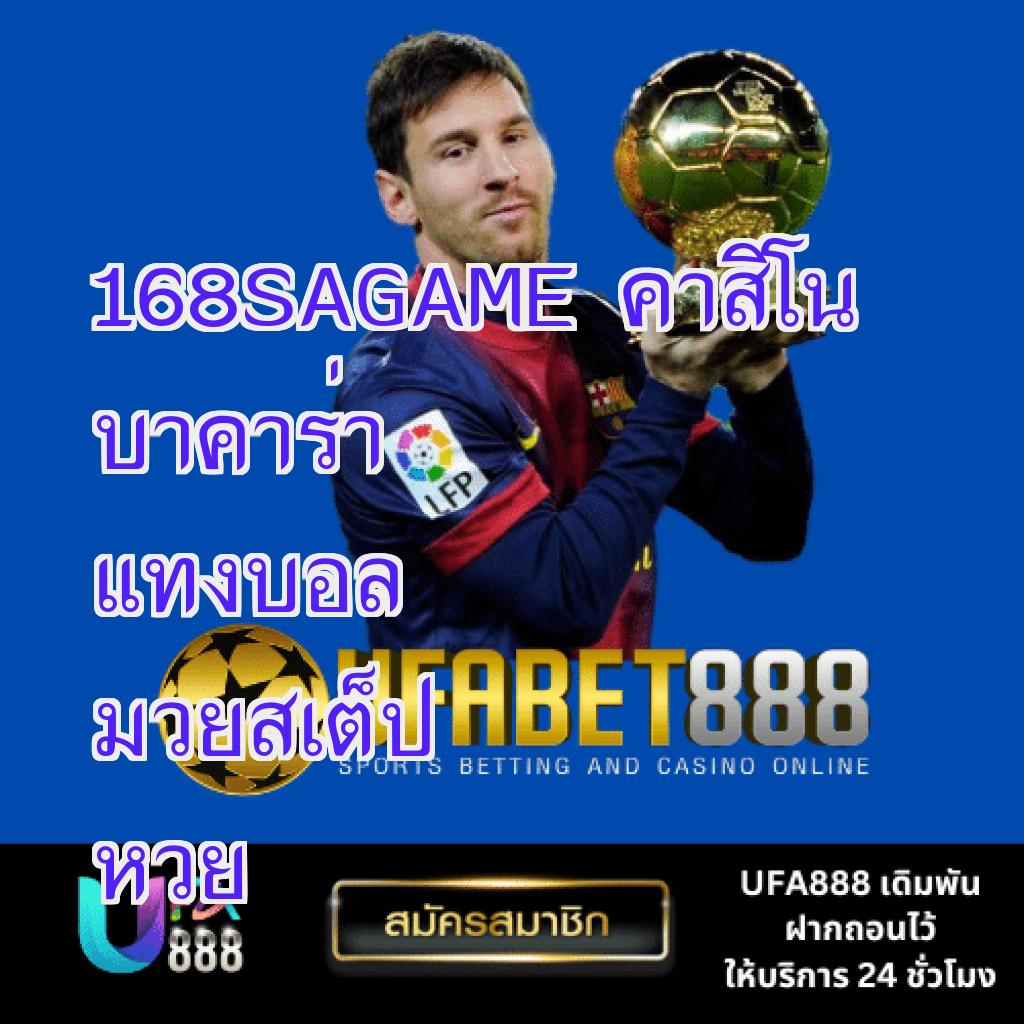 168SAGAME คาสิโน
บาคาร่า
LFP
แทงบอล
UFABET888
มวยสเต็ป
SPORTS BETTING AND CASINO ONLINE
หวย
UFA
888
สมัครสมาชิก
UFA888 เดิมพัน
ฝากถอนไว้
ให้บริการ 24 ชั่วโมง